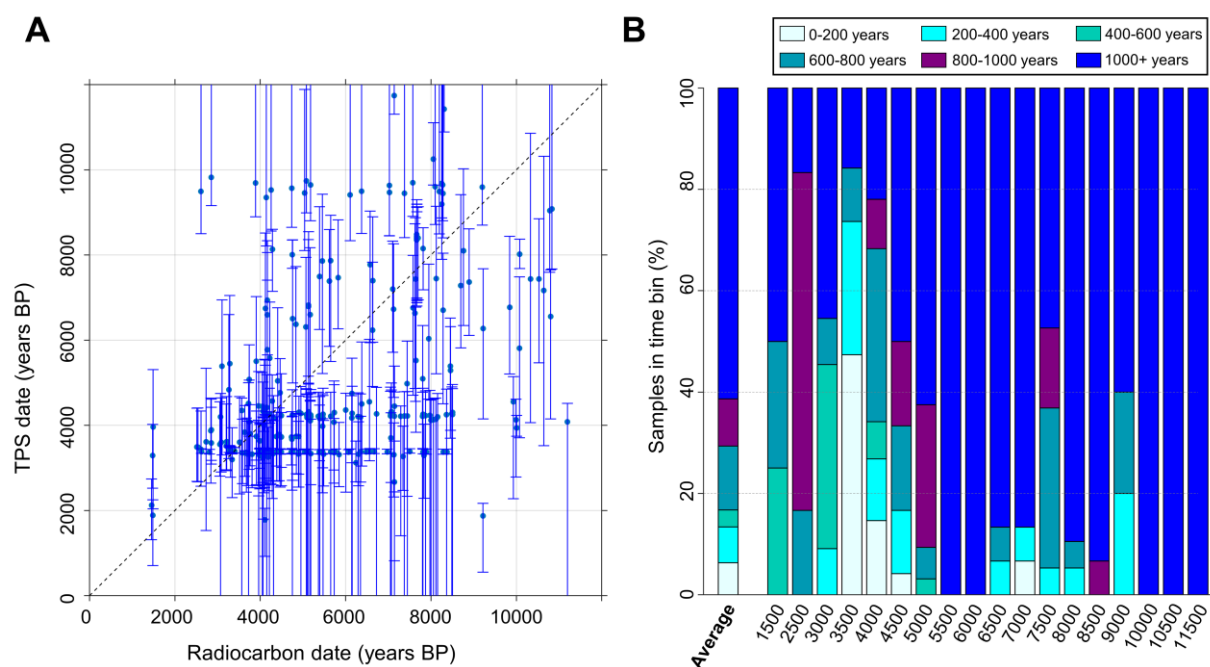 A
TPS date (years BP)
10000
8000
6000
4000
2000
0
0 2000 4000 6000 8000 10000
Radiocarbon date (years BP)
B
0-200 years 200-400 years 400-600 years
600-800 years 800-1000 years 1000+ years
Samples in time bin (%)
100
80
60
40
20
0
Average 1500 2500 3000 3500 4000 4500 5000 5500 6000 6500 7000 7500 8000 8500 9000 10000 10500 11500